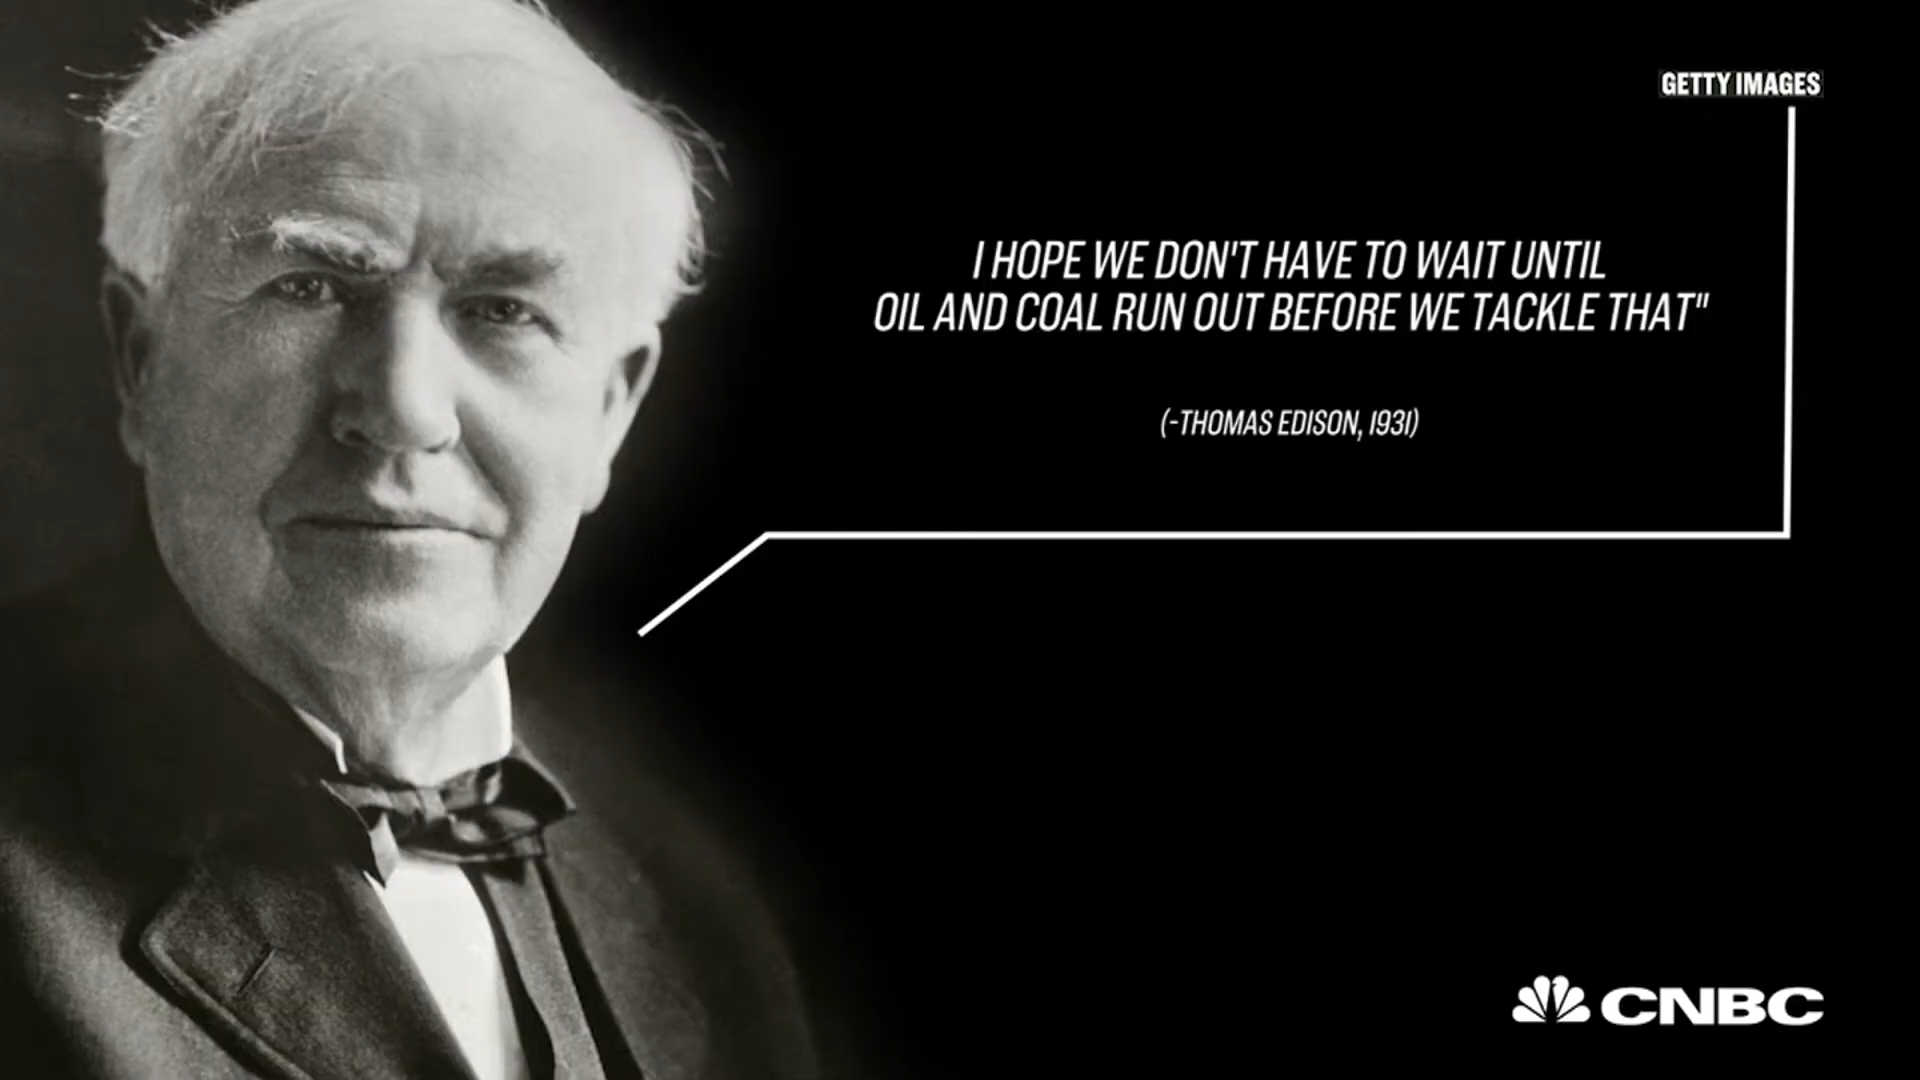 GETTY IMAGES
I HOPE WE DON'T HAVE TO WAIT UNTIL
OIL AND COAL RUN OUT BEFORE WE TACKLE THAT"
(-THOMAS EDISON, 1931)
CNBC